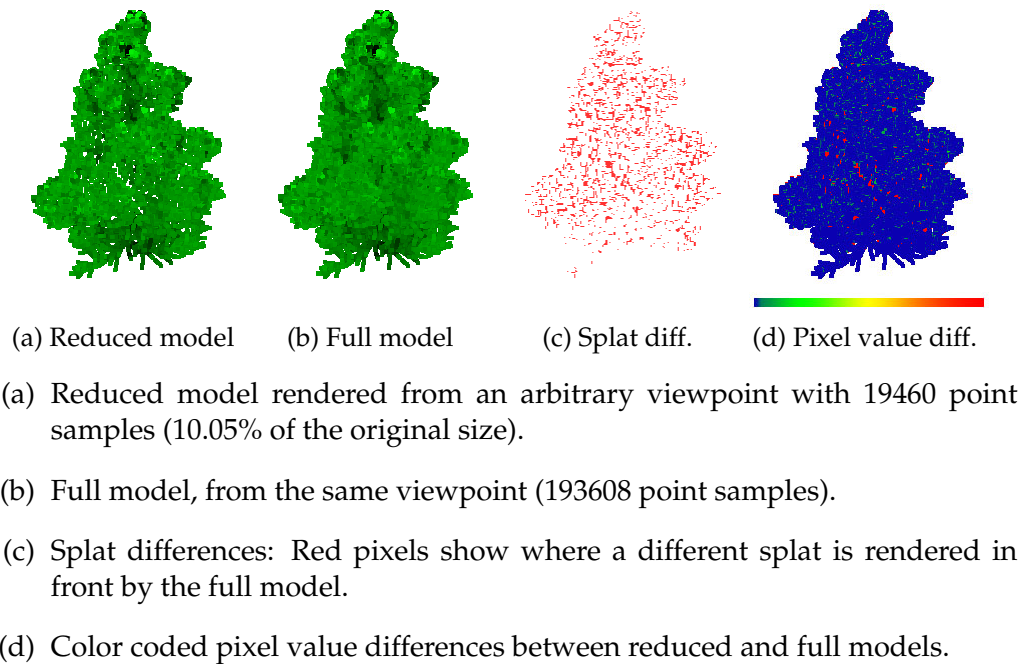 (a) Reduced model (b) Full model (c) Splat diff. (d) Pixel value diff.
(a) Reduced model rendered from an arbitrary viewpoint with 19460 point
samples (10.05% of the original size).
(b) Full model, from the same viewpoint (193608 point samples).
(c) Splat differences: Red pixels show where a different splat is rendered in
front by the full model.
(d) Color coded pixel value differences between reduced and full models.